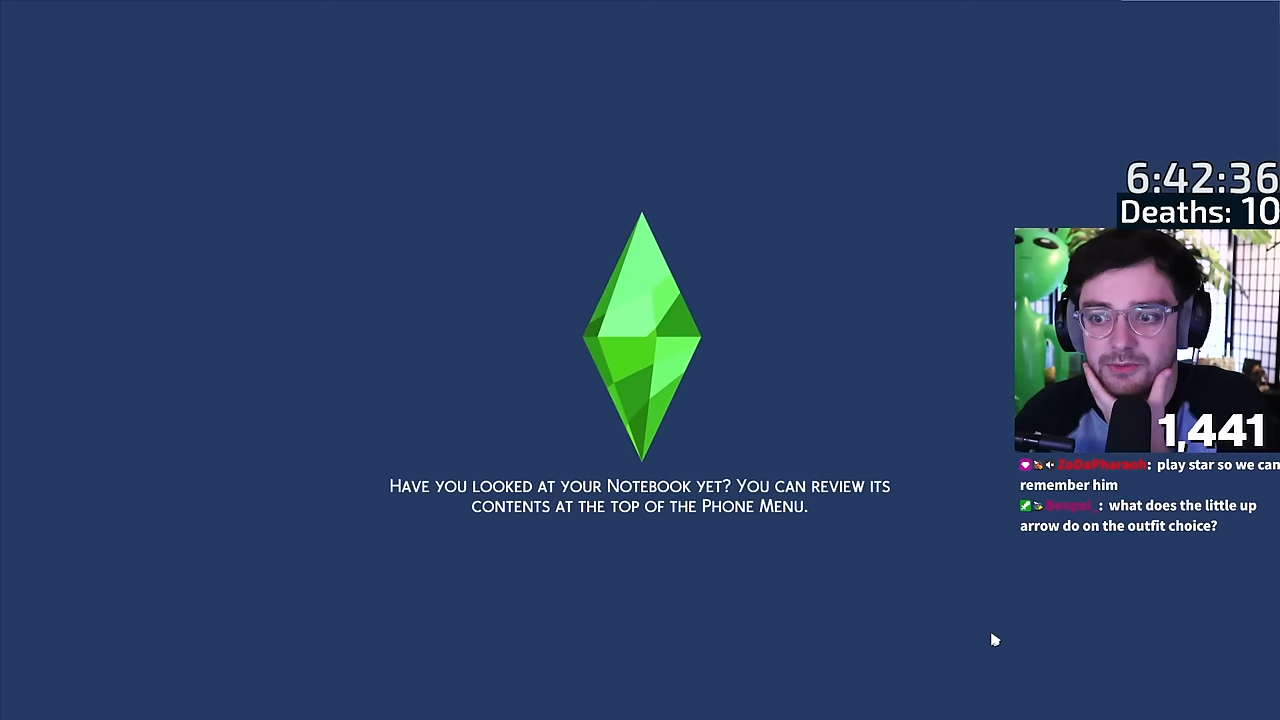 6:42:36
Deaths: 10
1,441
ZeDaPharaoh: play star so we can
remember him
: what does the little up
arrow do on the outfit choice?
Have you looked at your Notebook yet? You can review its
contents at the top of the Phone Menu.